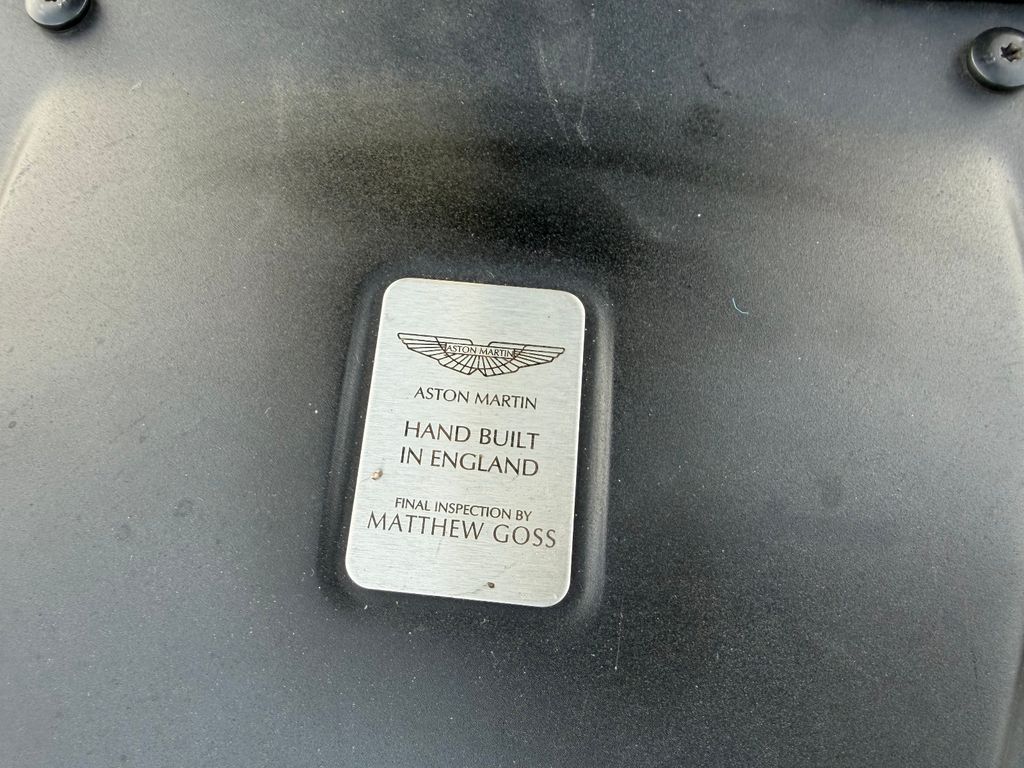 ASTON MARTIN
ASTON MARTIN
HAND BUILT
IN ENGLAND
FINAL INSPECTION BY
MATTHEW GOSS